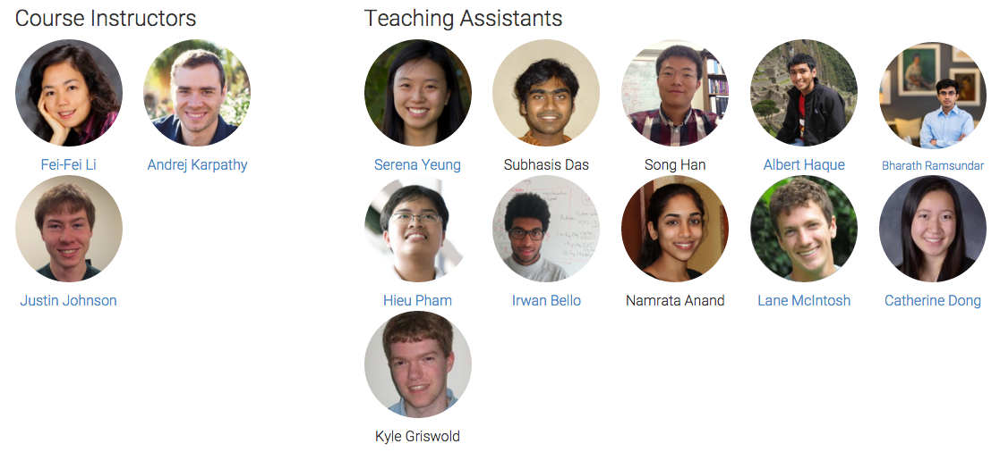 Course Instructors
Teaching Assistants
Fei-Fei Li
Andrej Karpathy
Serena Yeung
Subhasis Das
Song Han
Albert Haque
Bharath Ramsundar
Justin Johnson
Hieu Pham
Irwan Bello
Namrata Anand
Lane McIntosh
Catherine Dong
Kyle Griswold